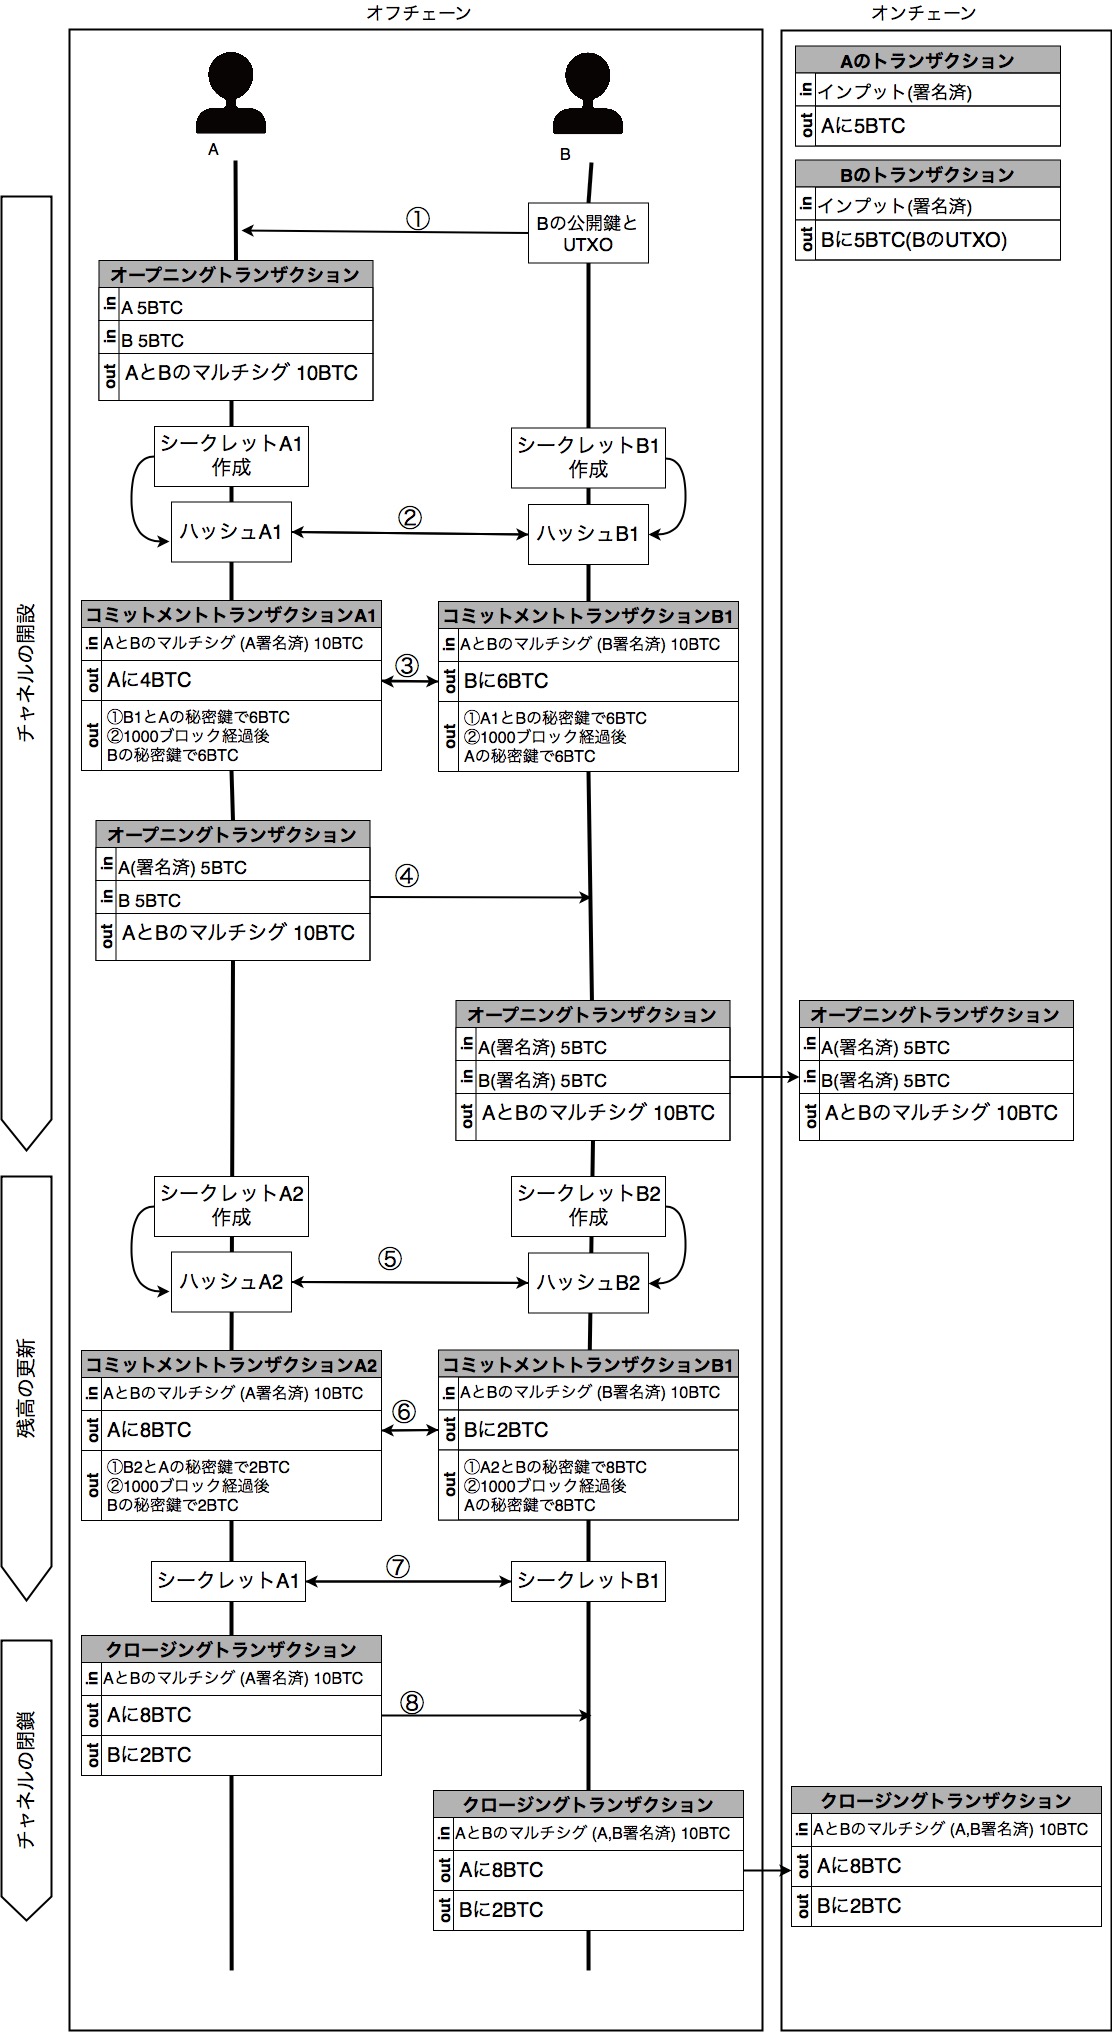 オフチェーン
オンチェーン
A
B
Aのトランザクション
in
インプット(署名済)
out
Aに5BTC
Bのトランザクション
in
インプット(署名済)
out
Bに5BTC(BのUTXO)
チャネルの開設
①
Bの公開鍵と
UTXO
オープニングトランザクション
in
A 5BTC
in
B 5BTC
out
AとBのマルチシグ 10BTC
シークレットA1
作成
シークレットB1
作成
ハッシュA1
②
ハッシュB1
コミットメントトランザクションA1
in
AとBのマルチシグ (A署名済) 10BTC
out
Aに4BTC
out
①B1とAの秘密鍵で6BTC
②1000ブロック経過後
Bの秘密鍵で6BTC
③
コミットメントトランザクションB1
in
AとBのマルチシグ (B署名済) 10BTC
out
Bに6BTC
out
①A1とBの秘密鍵で6BTC
②1000ブロック経過後
Aの秘密鍵で6BTC
オープニングトランザクション
in
A(署名済) 5BTC
in
B 5BTC
out
AとBのマルチシグ 10BTC
④
オープニングトランザクション
in
A(署名済) 5BTC
in
B(署名済) 5BTC
out
AとBのマルチシグ 10BTC
オープニングトランザクション
in
A(署名済) 5BTC
in
B(署名済) 5BTC
out
AとBのマルチシグ 10BTC
残高の更新
シークレットA2
作成
シークレットB2
作成
ハッシュA2
⑤
ハッシュB2
コミットメントトランザクションA2
in
AとBのマルチシグ (A署名済) 10BTC
out
Aに8BTC
out
①B2とAの秘密鍵で2BTC
②1000ブロック経過後
Bの秘密鍵で2BTC
⑥
コミットメントトランザクションB1
in
AとBのマルチシグ (B署名済) 10BTC
out
Bに2BTC
out
①A2とBの秘密鍵で8BTC
②1000ブロック経過後
Aの秘密鍵で8BTC
シークレットA1
⑦
シークレットB1
チャネルの閉鎖
クロージングトランザクション
in
AとBのマルチシグ (A署名済) 10BTC
out
Aに8BTC
out
Bに2BTC
⑧
クロージングトランザクション
in
AとBのマルチシグ (A,B署名済) 10BTC
out
Aに8BTC
out
Bに2BTC
クロージングトランザクション
in
AとBのマルチシグ (A,B署名済) 10BTC
out
Aに8BTC
out
Bに2BTC